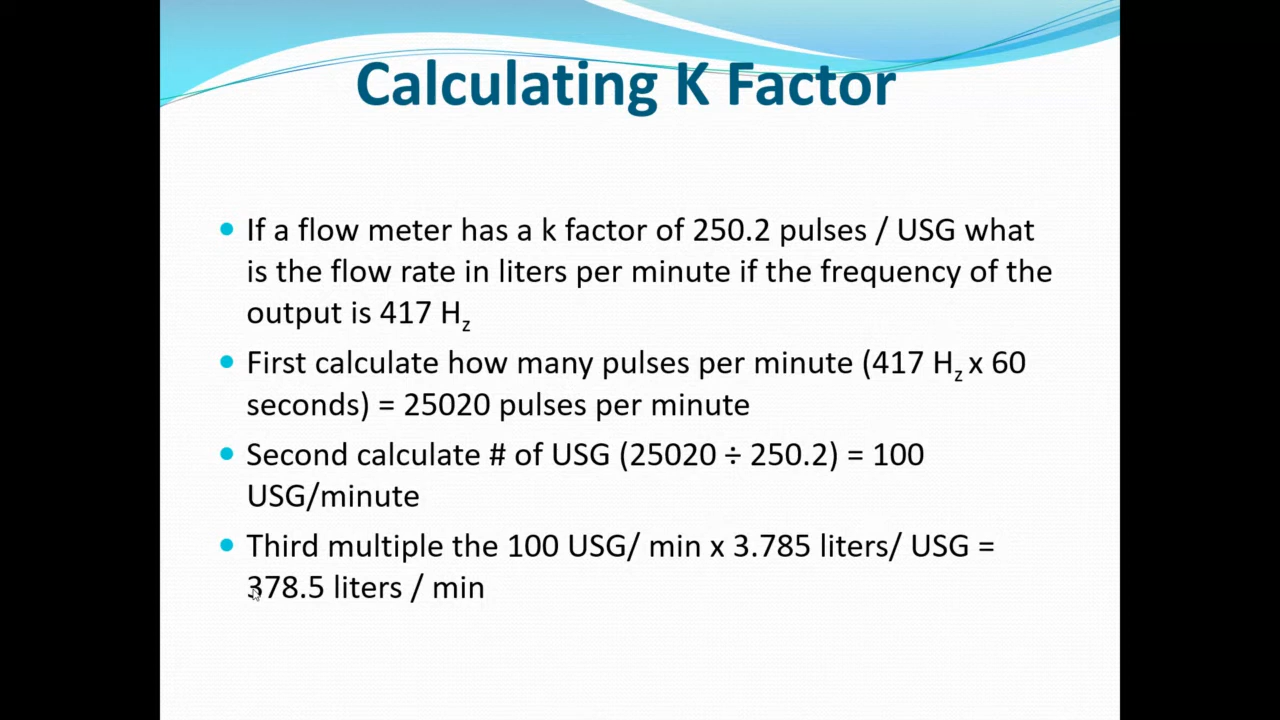 Calculating K Factor
• If a flow meter has a k factor of 250.2 pulses / USG what
is the flow rate in liters per minute if the frequency of the
output is 417 Hz
• First calculate how many pulses per minute (417 Hz x 60
seconds) = 25020 pulses per minute
• Second calculate # of USG (25020 ÷ 250.2) = 100
USG/minute
• Third multiple the 100 USG/ min x 3.785 liters/ USG =
378.5 liters / min